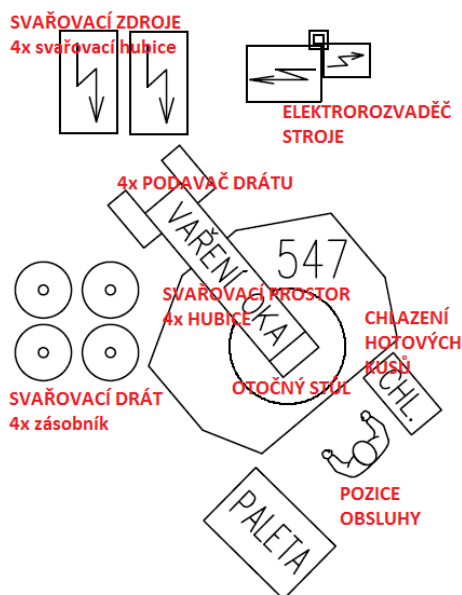 SVAŘOVACÍ ZDROJE
4x svařovací hubice
ELEKTROROZVADĚČ
STROJE
4x PODAVAČ DRÁTU
VAŘENÍ OKA
547
SVAŘOVACÍ PROSTOR
4x HUBICE
CHLAZENÍ
HOTOVÝCH
KUSŮ
OTOČNÝ STŮL
CHL.
SVAŘOVACÍ DRÁT
4x zásobník
POZICE
OBSLUHY
PALETA